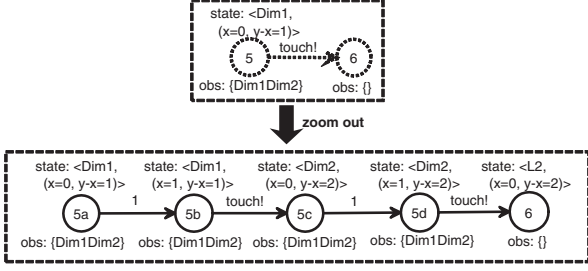 state: <Dim1,
(x=0, y-x=1)>
touch!
5
6
obs: {Dim1Dim2}
obs: {}
zoom out
state: <Dim1, state: <Dim1, state: <Dim2, state: <Dim2, state: <L2,
(x=0, y-x=1)> (x=1, y-x=1)> (x=0, y-x=2)> (x=1, y-x=2)> (x=0, y-x=2)>
1 touch! 1 touch!
5a 5b 5c 5d 6
obs: {Dim1Dim2} obs: {Dim1Dim2} obs: {Dim1Dim2} obs: {Dim1Dim2} obs: {}